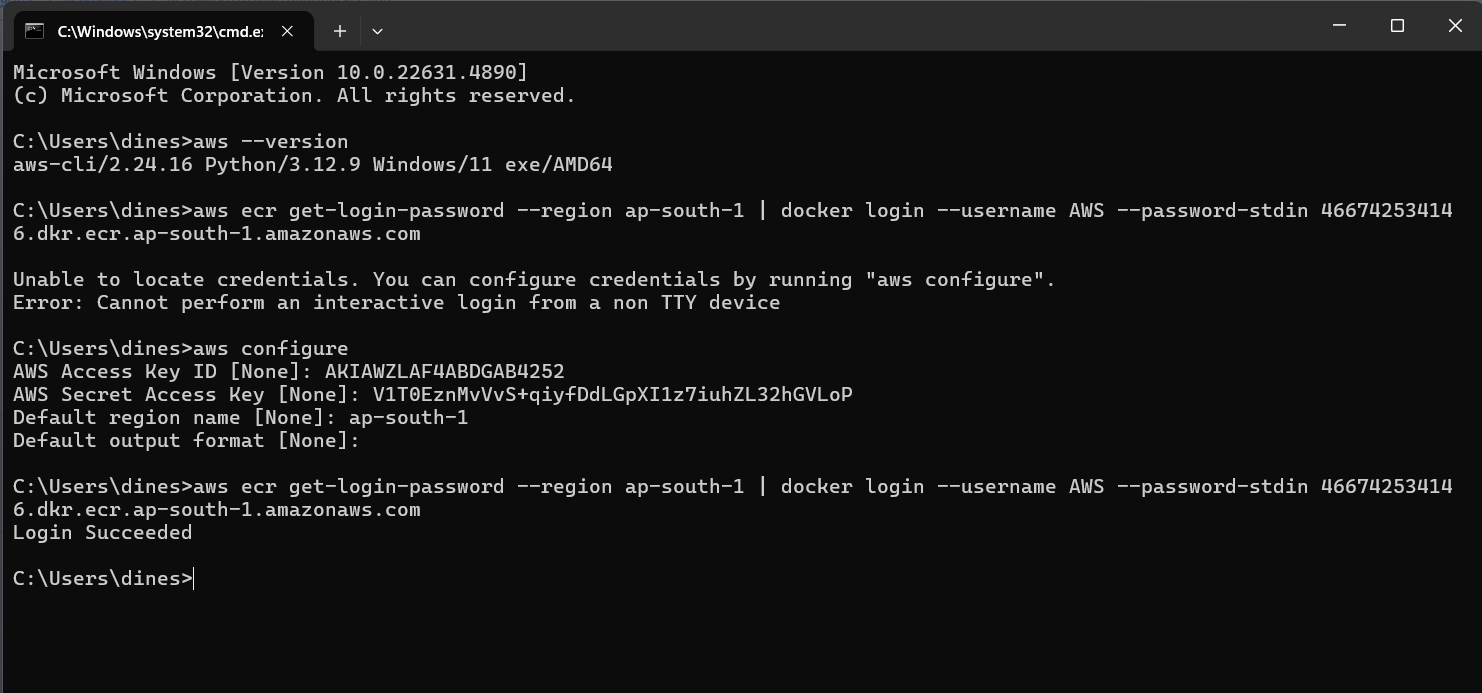 C:\Windows\system32\cmd.e:
Microsoft Windows [Version 10.0.22631.4890]
(c) Microsoft Corporation. All rights reserved.
C:\Users\dines>aws --version
aws-cli/2.24.16 Python/3.12.9 Windows/11 exe/AMD64
C:\Users\dines>aws ecr get-login-password --region ap-south-1 | docker login --username AWS --password-stdin 46674253414
6.dkr.ecr.ap-south-1.amazonaws.com
Unable to locate credentials. You can configure credentials by running "aws configure".
Error: Cannot perform an interactive login from a non TTY device
C:\Users\dines>aws configure
AWS Access Key ID [None]: AKIAWZLAF4ABDGAB4252
AWS Secret Access Key [None]: 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
Default region name [None]: ap-south-1
Default output format [None]:
C:\Users\dines>aws ecr get-login-password --region ap-south-1 | docker login --username AWS --password-stdin 46674253414
6.dkr.ecr.ap-south-1.amazonaws.com
Login Succeeded
C:\Users\dines>